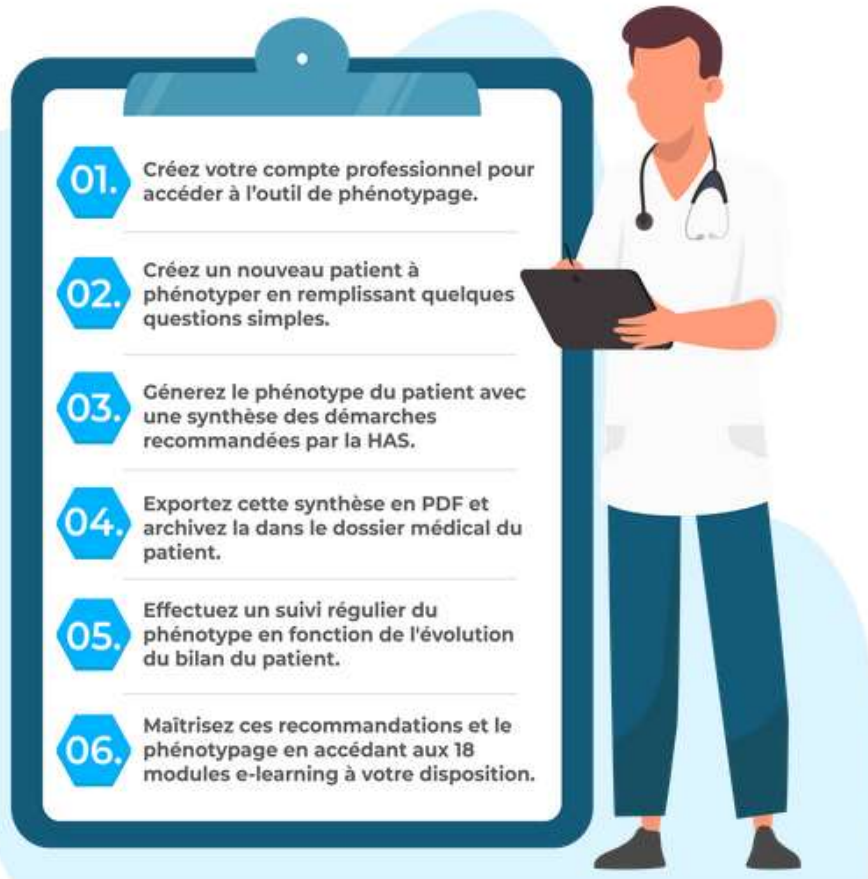 01.
Créez votre compte professionnel pour
accéder à l'outil de phénotypage.
02.
Créez un nouveau patient à
phénotyper en remplissant quelques
questions simples.
03.
Génerez le phénotype du patient avec
une synthèse des démarches
recommandées par la HAS.
04.
Exportez cette synthèse en PDF et
archivez la dans le dossier médical du
patient.
05.
Effectuez un suivi régulier du
phénotype en fonction de l'évolution
du bilan du patient.
06.
Maîtrisez ces recommandations et le
phénotypage en accédant aux 18
modules e-learning à votre disposition.